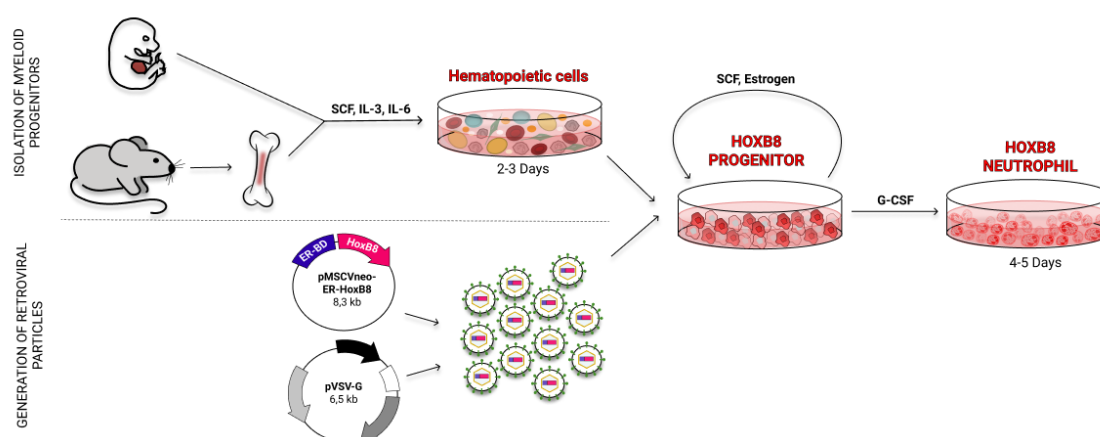 ISOLATION OF MYELOID
PROGENITORS
SCF, IL-3, IL-6
Hematopoietic cells
2-3 Days
SCF, Estrogen
HOXB8
PROGENITOR
G-CSF
HOXB8
NEUTROPHIL
4-5 Days
GENERATION OF RETROVIRAL
PARTICLES
ER-BD
HoxB8
pMSCVneo-
ER-HoxB8
8,3 kb
pVSV-G
6,5 kb